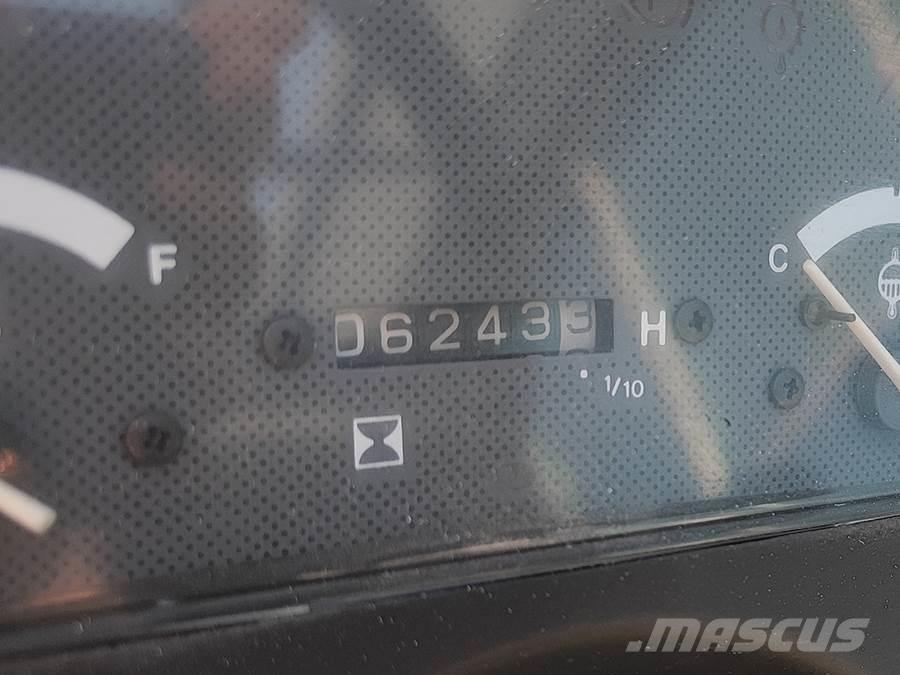 F
C
062433 H
1/10
.MASCUS